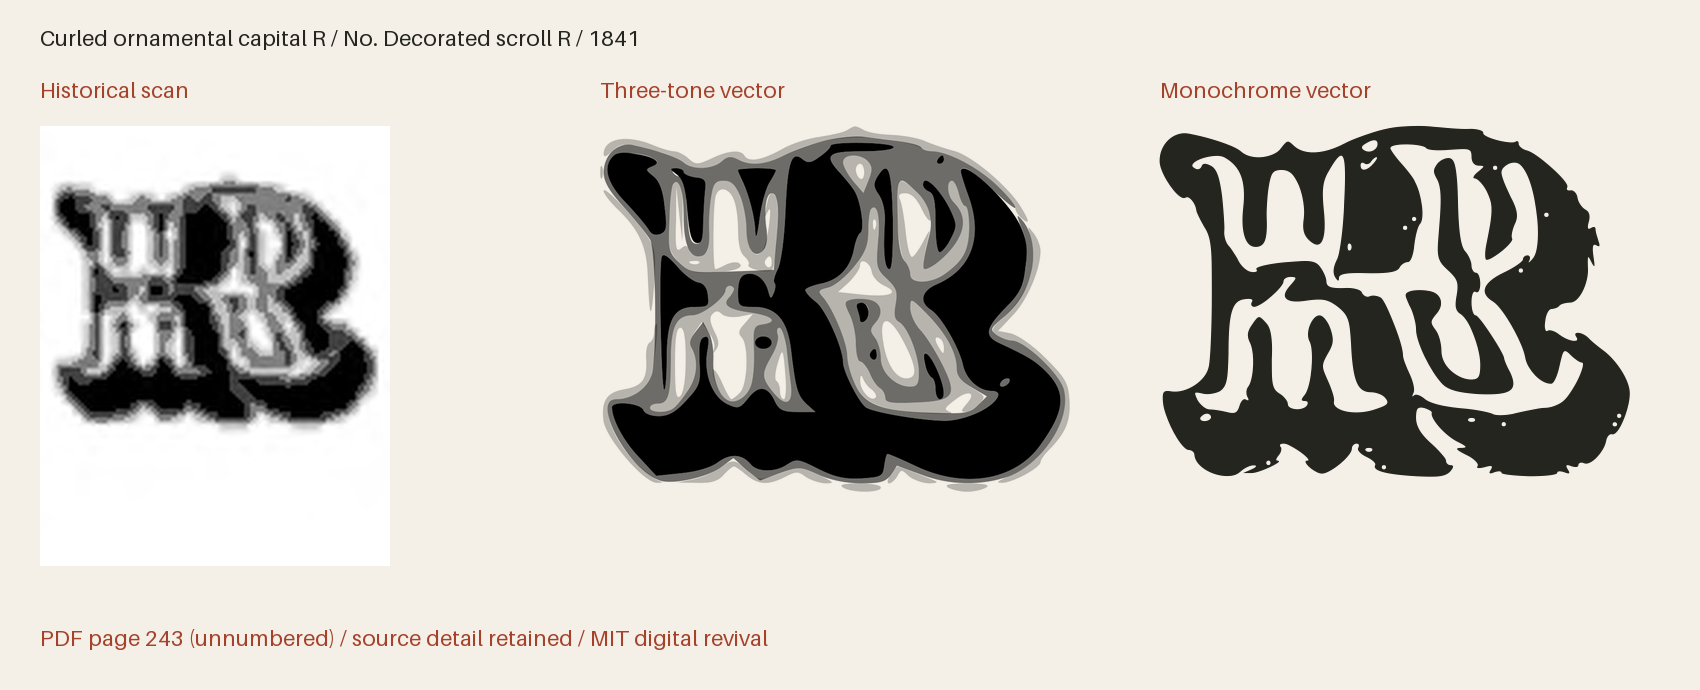 Curled ornamental capital R / No. Decorated scroll R / 1841
Historical scan
Three-tone vector
Monochrome vector
R
R
R
PDF page 243 (unnumbered) / source detail retained / MIT digital revival